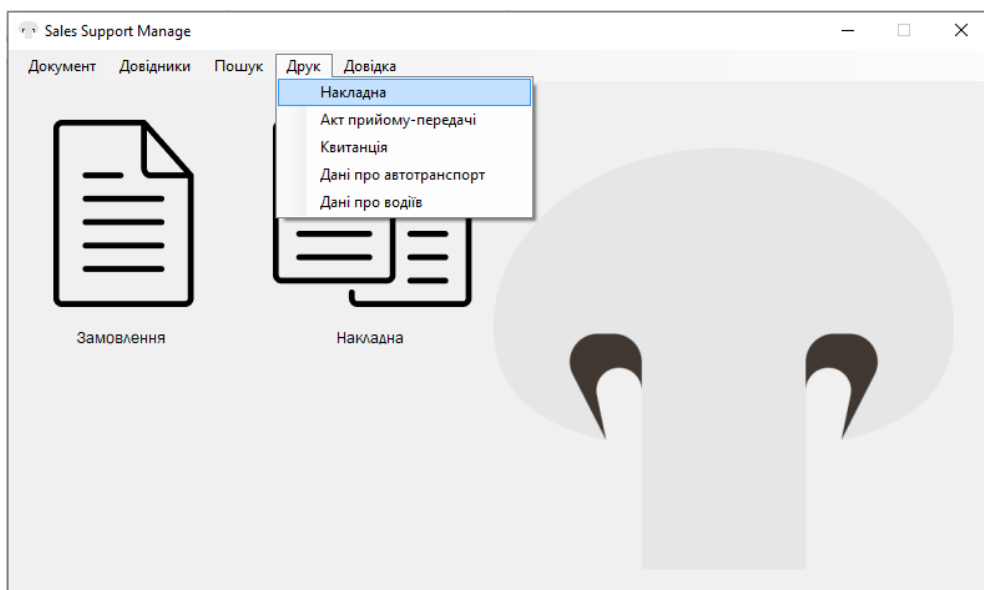 Sales Support Manage
Документ Довідники Пошук Друк Довідка
Накладна
Акт прийому-передачі
Квитанція
Дані про автотранспорт
Дані про водіїв
Замовлення Накладна